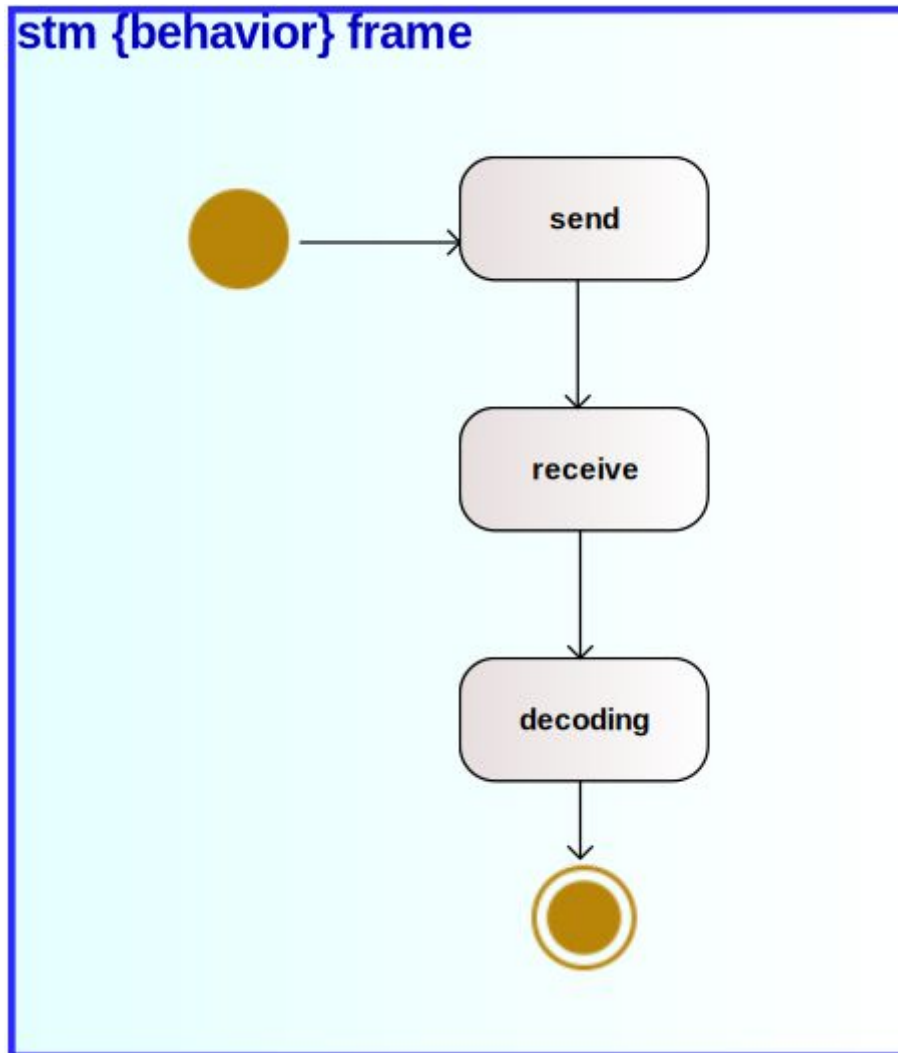 stm {behavior} frame
send
receive
decoding